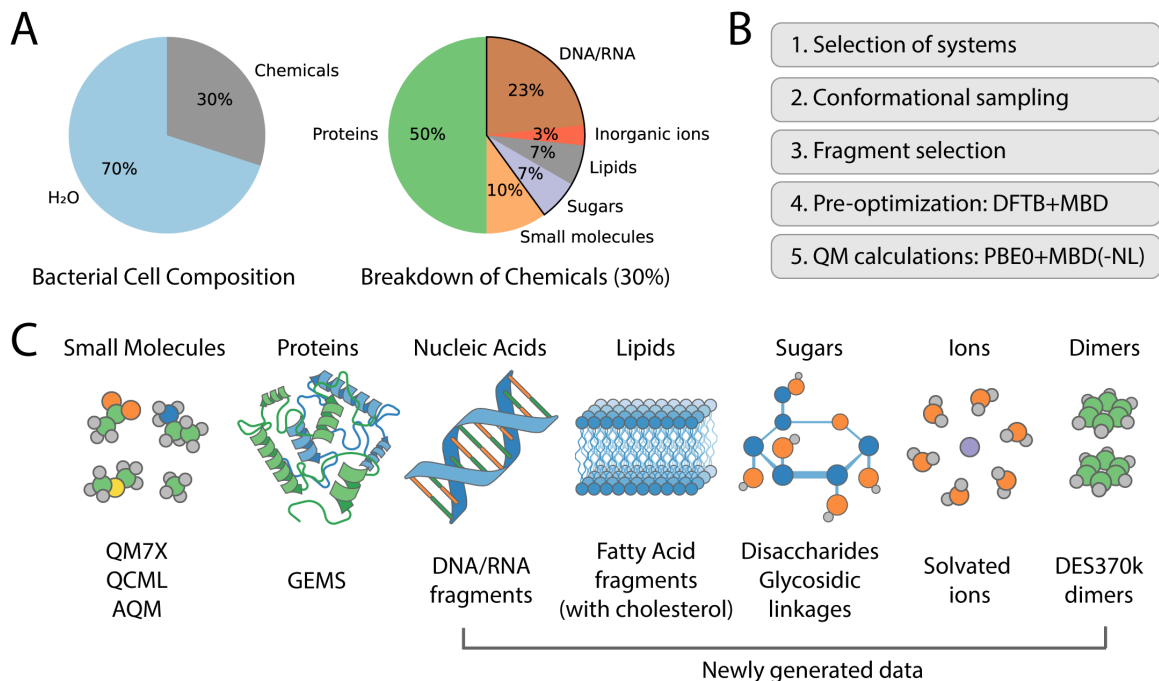 A
Chemicals
30%
70%
H₂O
Bacterial Cell Composition
DNA/RNA
23%
Proteins
50%
3%
Inorganic ions
7%
Lipids
7%
Sugars
10%
Small molecules
Breakdown of Chemicals (30%)
B
1. Selection of systems
2. Conformational sampling
3. Fragment selection
4. Pre-optimization: DFTB+MBD
5. QM calculations: PBE0+MBD(-NL)
C
Small Molecules
Proteins
Nucleic Acids
Lipids
Sugars
Ions
Dimers
QM7X
QCML
AQM
GEMS
DNA/RNA
fragments
Fatty Acid
fragments
(with cholesterol)
Disaccharides
Glycosidic
linkages
Solvated
ions
DES370k
dimers
Newly generated data